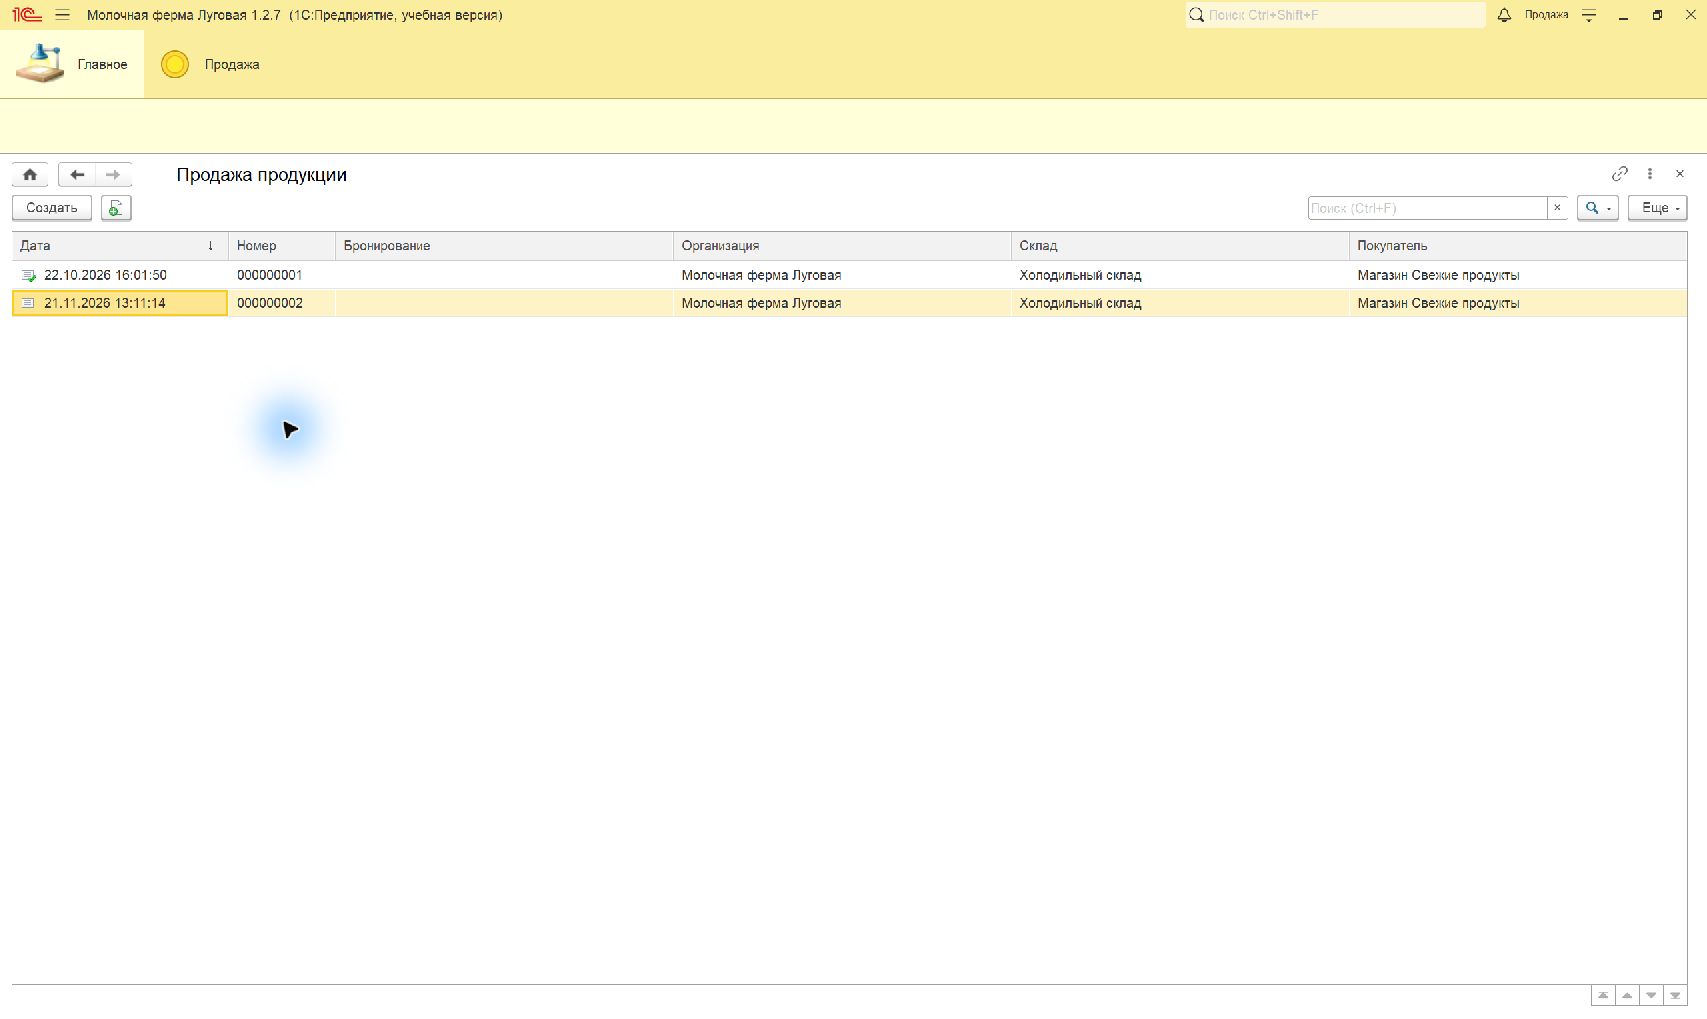 1С Молочная ферма Луговая 1.2.7 (1С:Предприятие, учебная версия) Поиск Ctrl+Shift+F Продажа
Главное Продажа
Продажа продукции
Создать Поиск (Ctrl+F) × Еще
Дата ↓ Номер Бронирование Организация Склад Покупатель
22.10.2026 16:01:50 000000001 Молочная ферма Луговая Холодильный склад Магазин Свежие продукты
21.11.2026 13:11:14 000000002 Молочная ферма Луговая Холодильный склад Магазин Свежие продукты